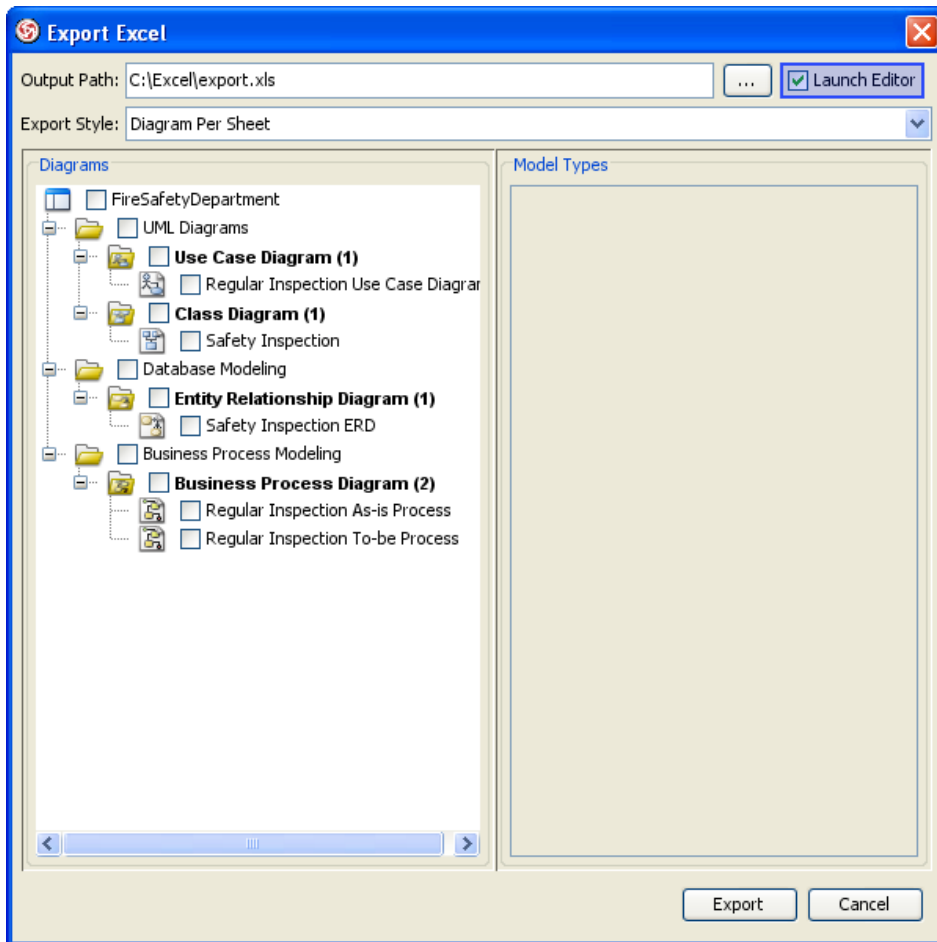 Export Excel
Output Path: C:\Excel\export.xls ... Launch Editor
Export Style: Diagram Per Sheet
Diagrams
FireSafetyDepartment
UML Diagrams
Use Case Diagram (1)
Regular Inspection Use Case Diagrar
Class Diagram (1)
Safety Inspection
Database Modeling
Entity Relationship Diagram (1)
Safety Inspection ERD
Business Process Modeling
Business Process Diagram (2)
Regular Inspection As-is Process
Regular Inspection To-be Process
Model Types
Export Cancel